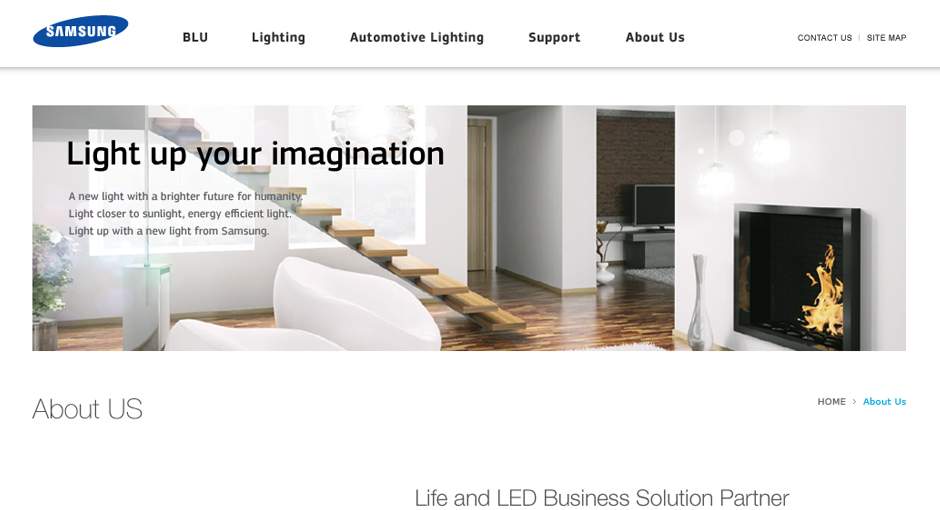 SAMSUNG
BLU
Lighting
Automotive Lighting
Support
About Us
CONTACT US | SITE MAP
Light up your imagination
A new light with a brighter future for humanity.
Light closer to sunlight, energy efficient light.
Light up with a new light from Samsung.
About US
HOME > About Us
Life and LED Business Solution Partner